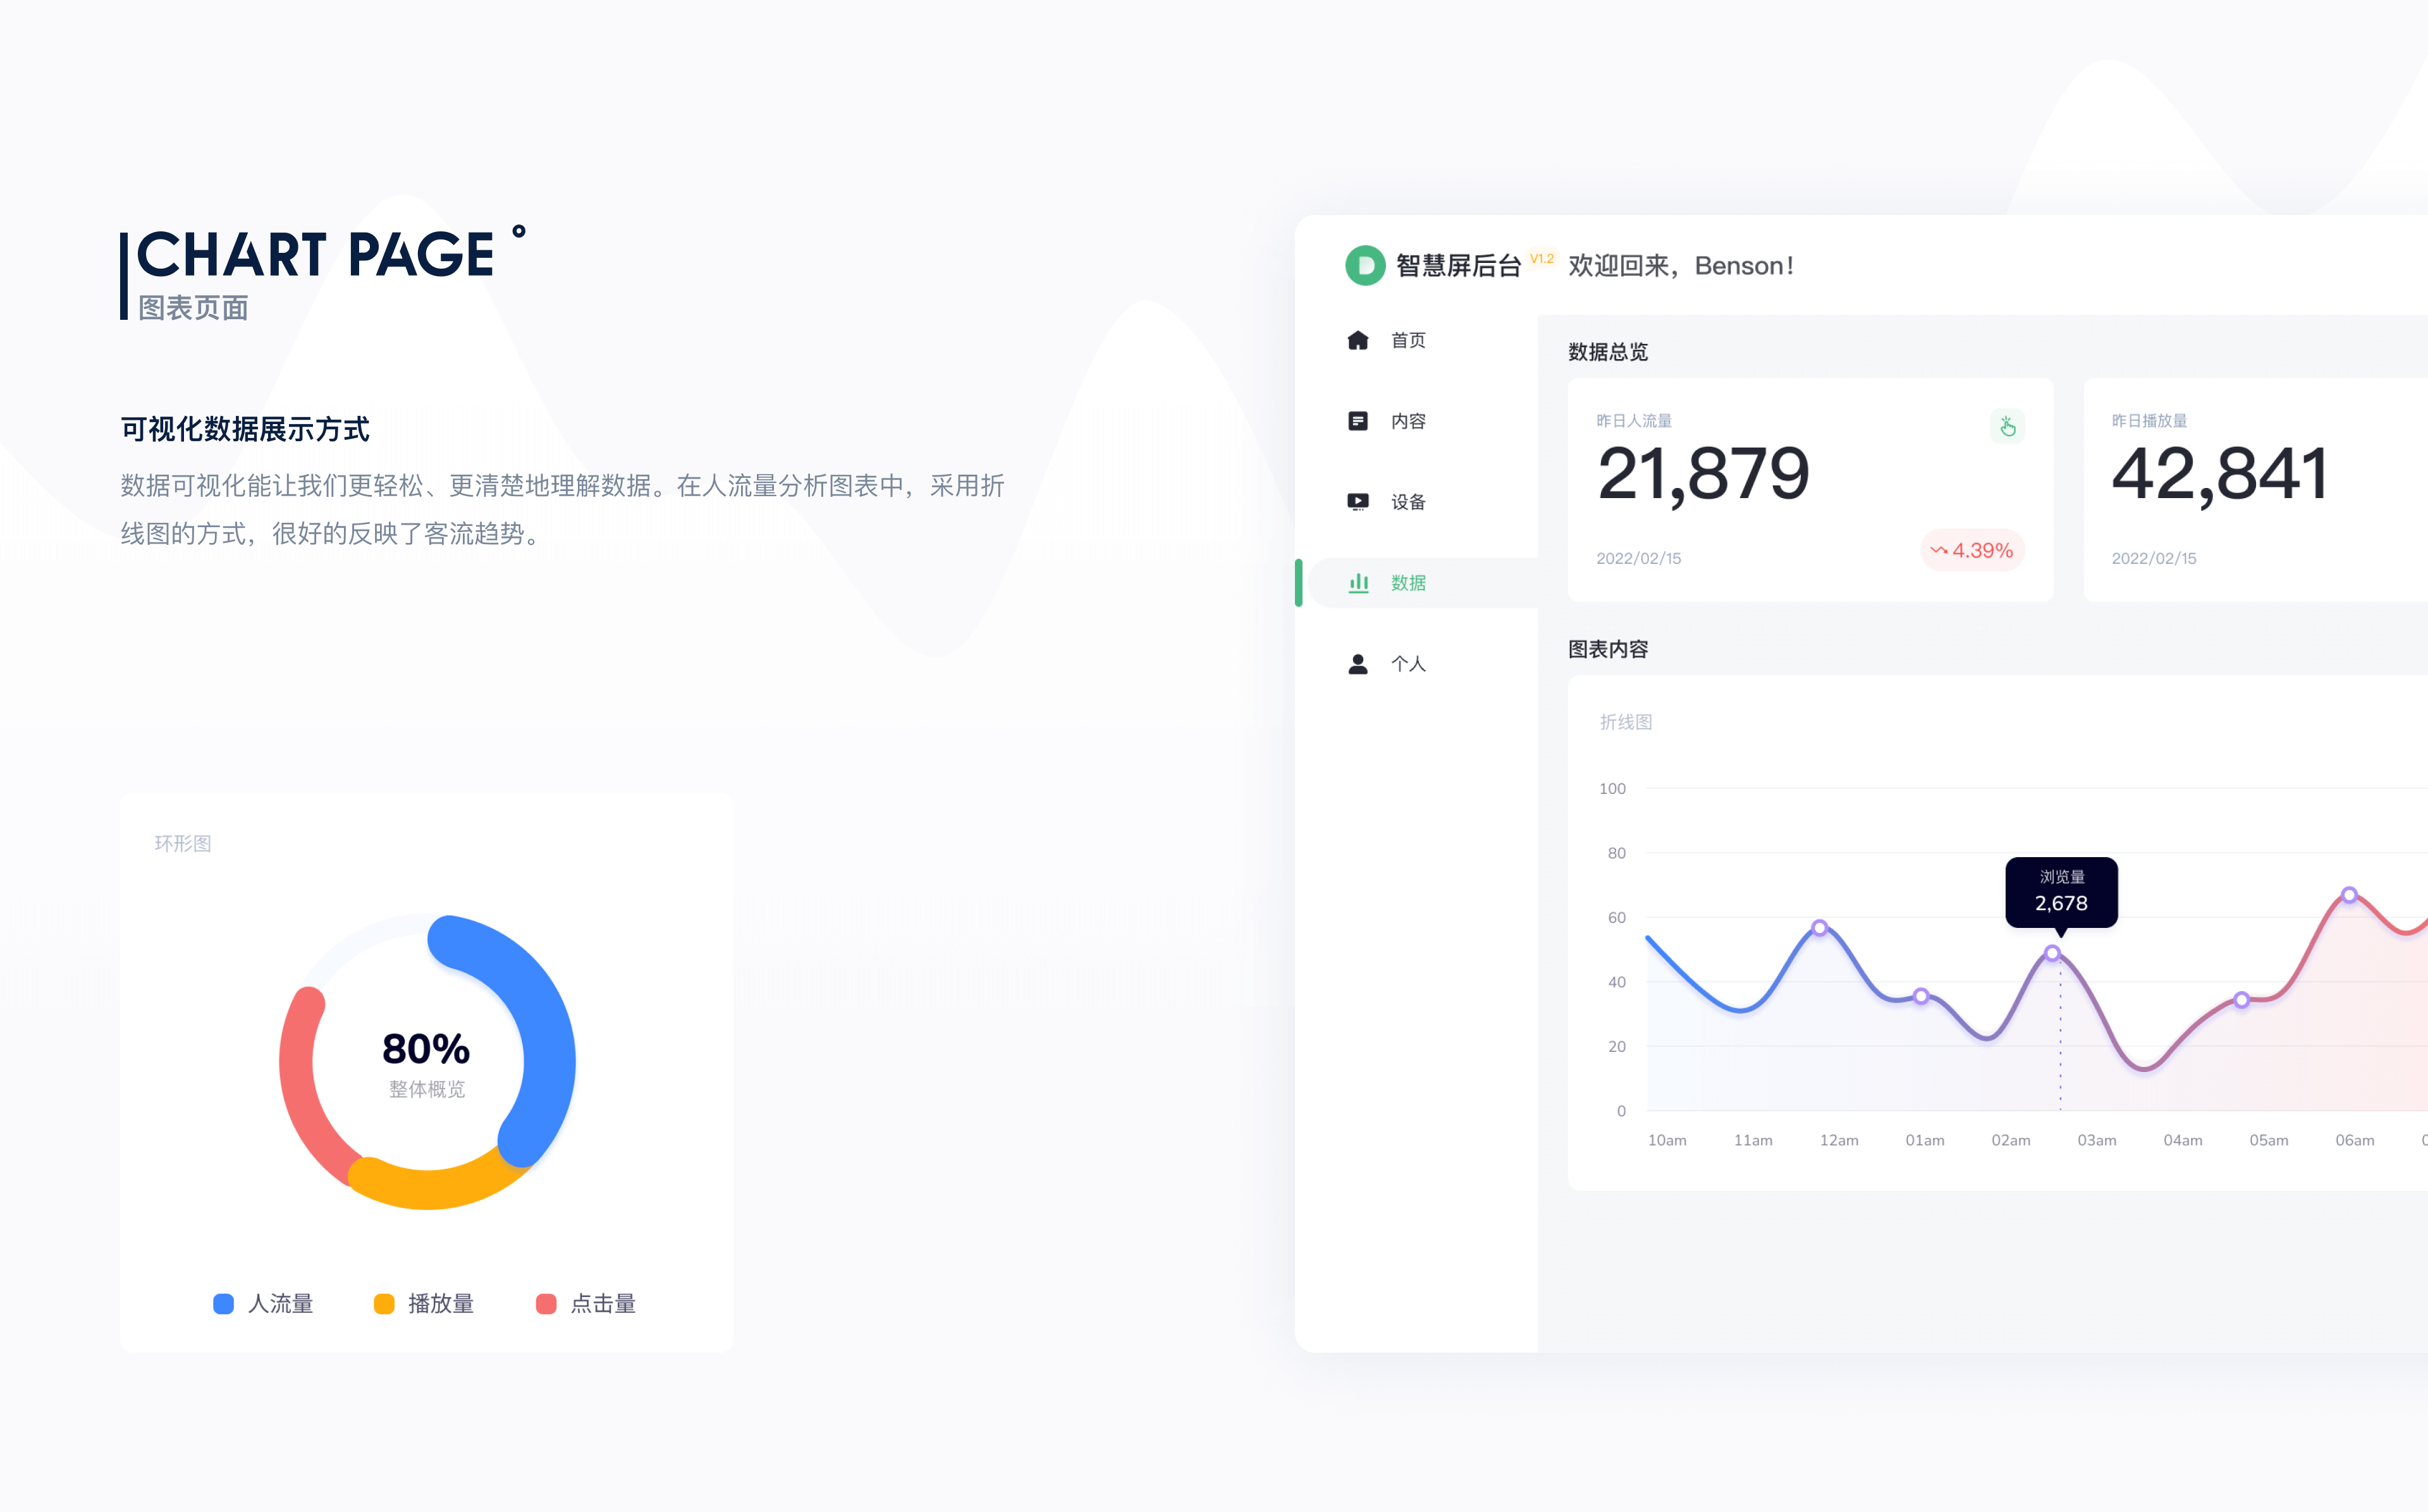 CHART PAGE
图表页面
可视化数据展示方式
数据可视化能让我们更轻松、更清楚地理解数据。在人流量分析图表中，采用折
线图的方式，很好的反映了客流趋势。
环形图
80%
整体概览
人流量 播放量 点击量
智慧屏后台 V1.2 欢迎回来，Benson！
首页
内容
设备
数据
个人
数据总览
昨日人流量
21,879
2022/02/15 4.39%
昨日播放量
42,841
2022/02/15
图表内容
折线图
100
80
60
40
20
0
浏览量
2,678
10am 11am 12am 01am 02am 03am 04am 05am 06am